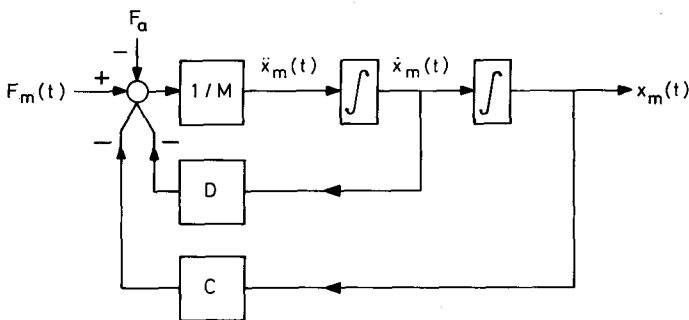 F_a
−
F_m(t) + 1/M ẍ_m(t) ∫ ẋ_m(t) ∫ x_m(t)
− −
D
C